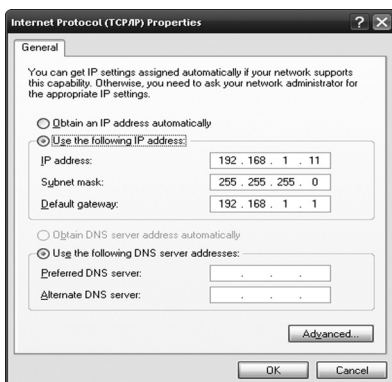 Internet Protocol (TCP/IP) Properties
General
You can get IP settings assigned automatically if your network supports
this capability. Otherwise, you need to ask your network administrator for
the appropriate IP settings.
Obtain an IP address automatically
Use the following IP address:
IP address: 192 . 168 . 1 . 11
Subnet mask: 255 . 255 . 255 . 0
Default gateway: 192 . 168 . 1 . 1
Obtain DNS server address automatically
Use the following DNS server addresses:
Preferred DNS server: . . .
Alternate DNS server: . . .
Advanced...
OK Cancel